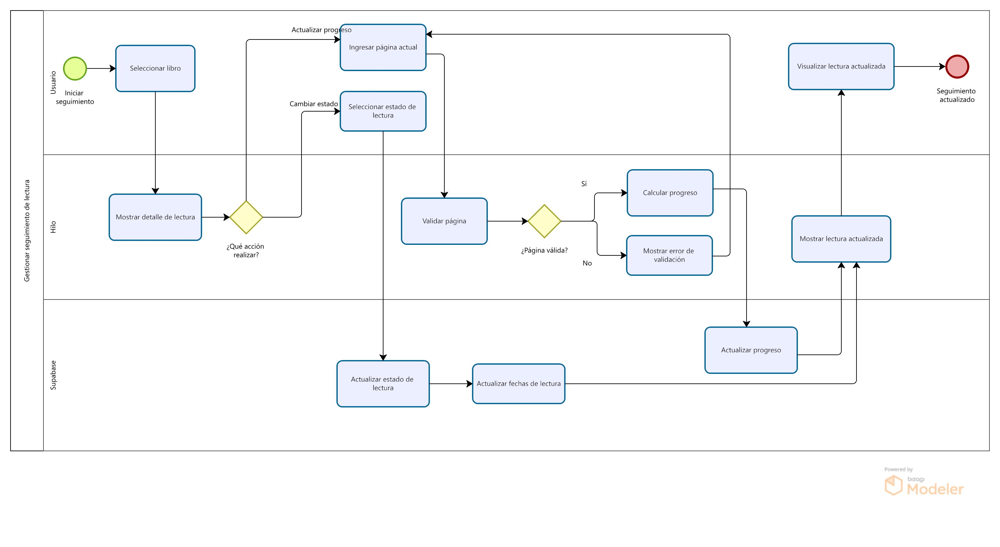 Gestionar seguimiento de lectura
Usuario
Iniciar
seguimiento
Seleccionar libro
Actualizar progreso
Ingresar página actual
Cambiar estado
Seleccionar estado de
lectura
Visualizar lectura actualizada
Seguimiento
actualizado
Hilo
Mostrar detalle de lectura
¿Qué acción
realizar?
Validar página
¿Página válida?
Sí
No
Calcular progreso
Mostrar error de
validación
Mostrar lectura actualizada
Supabase
Actualizar estado de
lectura
Actualizar fechas de lectura
Actualizar progreso
Powered by
bizagi
Modeler